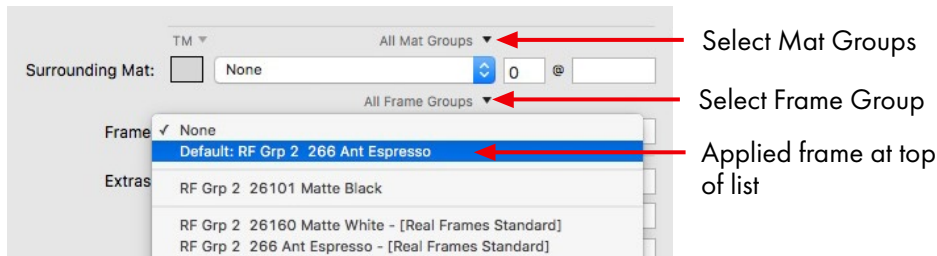 TM ▼ All Mat Groups ▼ Select Mat Groups
Surrounding Mat: None 0 @
All Frame Groups ▼ Select Frame Group
Frame ✓ None
Default: RF Grp 2 266 Ant Espresso Applied frame at top
of list
Extras RF Grp 2 26101 Matte Black
RF Grp 2 26160 Matte White - [Real Frames Standard]
RF Grp 2 266 Ant Espresso - [Real Frames Standard]